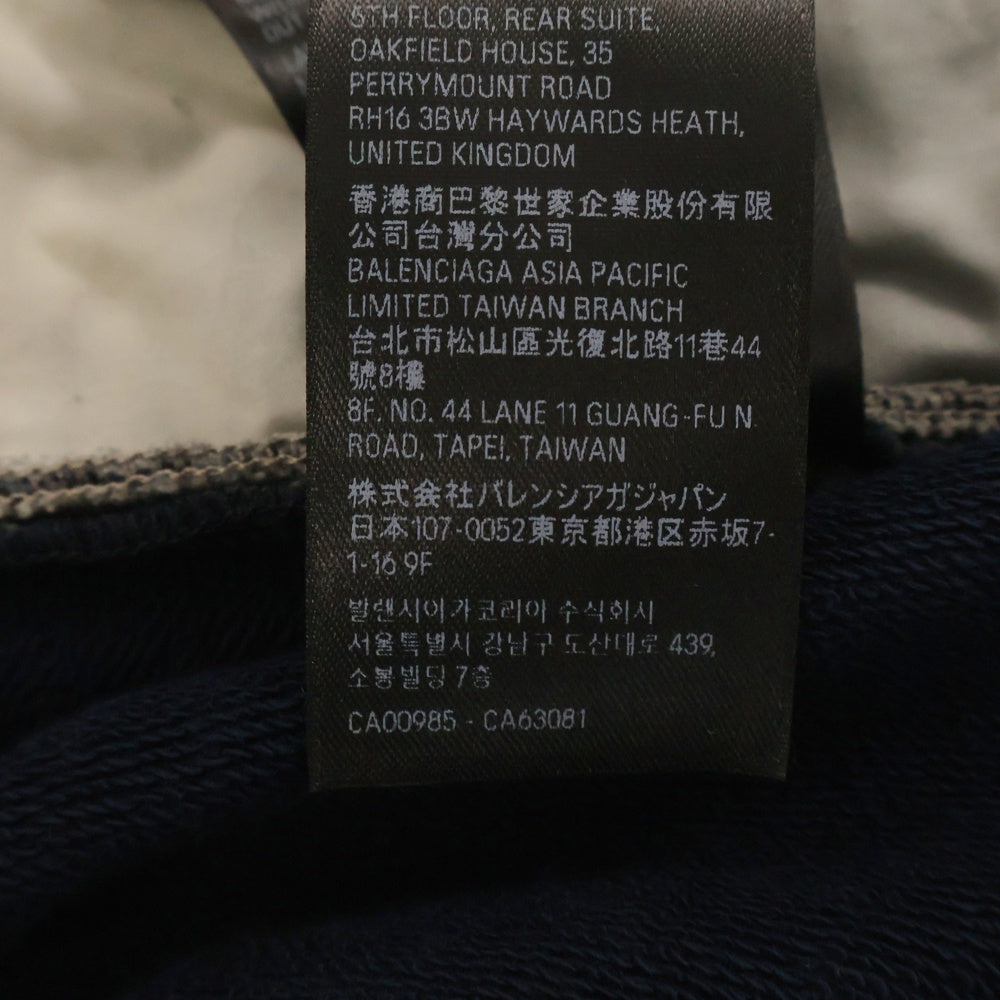 5TH FLOOR, REAR SUITE,
OAKFIELD HOUSE, 35
PERRYMOUNT ROAD
RH16 3BW HAYWARDS HEATH,
UNITED KINGDOM
香港商巴黎世家企業股份有限
公司台灣分公司
BALENCIAGA ASIA PACIFIC
LIMITED TAIWAN BRANCH
台北市松山區光復北路11巷44
號8樓
8F. NO. 44 LANE 11 GUANG-FU N.
ROAD, TAPEI, TAIWAN
株式会社バレンシアガジャパン
日本107-0052東京都港区赤坂7-
1-16 9F
발렌시아가코리아 주식회사
서울특별시 강남구 도산대로 439,
소봉빌딩 7층
CA00985 - CA63081